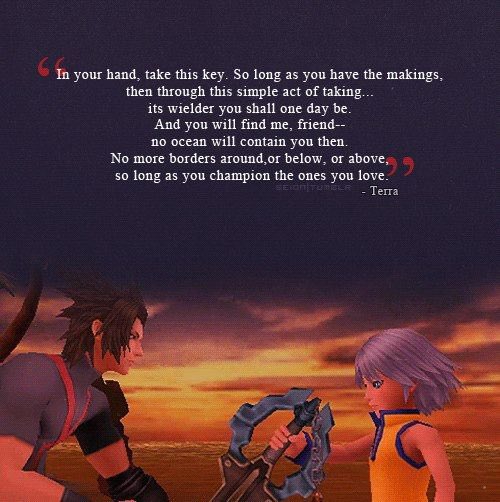 “In your hand, take this key. So long as you have the makings,
then through this simple act of taking...
its wielder you shall one day be.
And you will find me, friend--
no ocean will contain you then.
No more borders around,or below, or above,
so long as you champion the ones you love.”
SEIGA|TUMBLR
- Terra